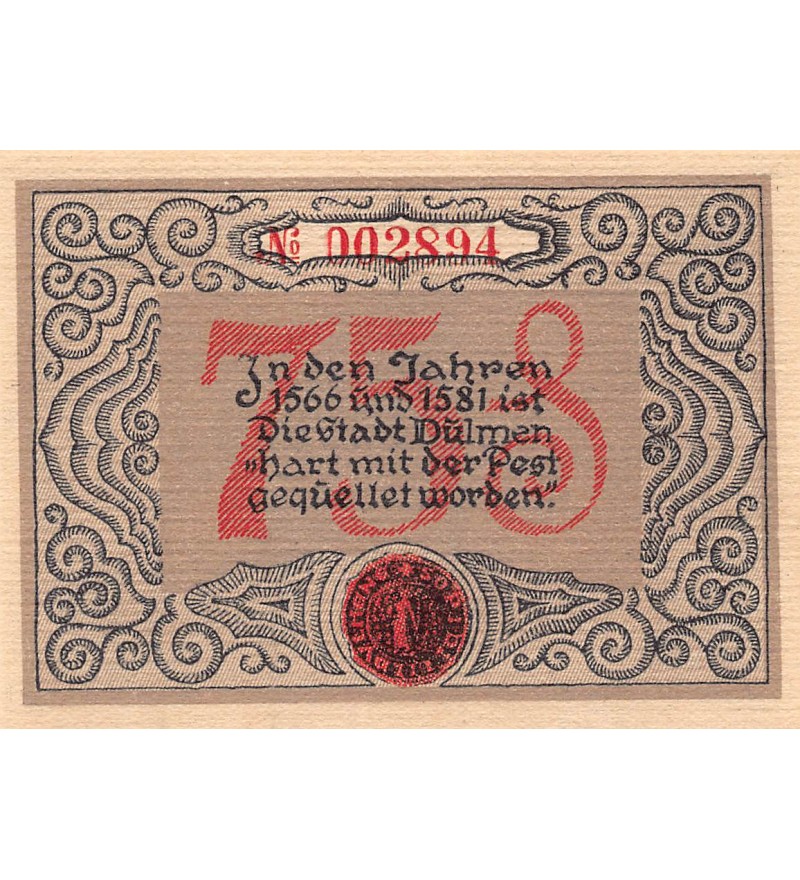 No 002894
75 ₰
In den Jahren
1566 und 1581 ist
Die Stadt Dülmen
„hart mit der Pest
gequellet worden."